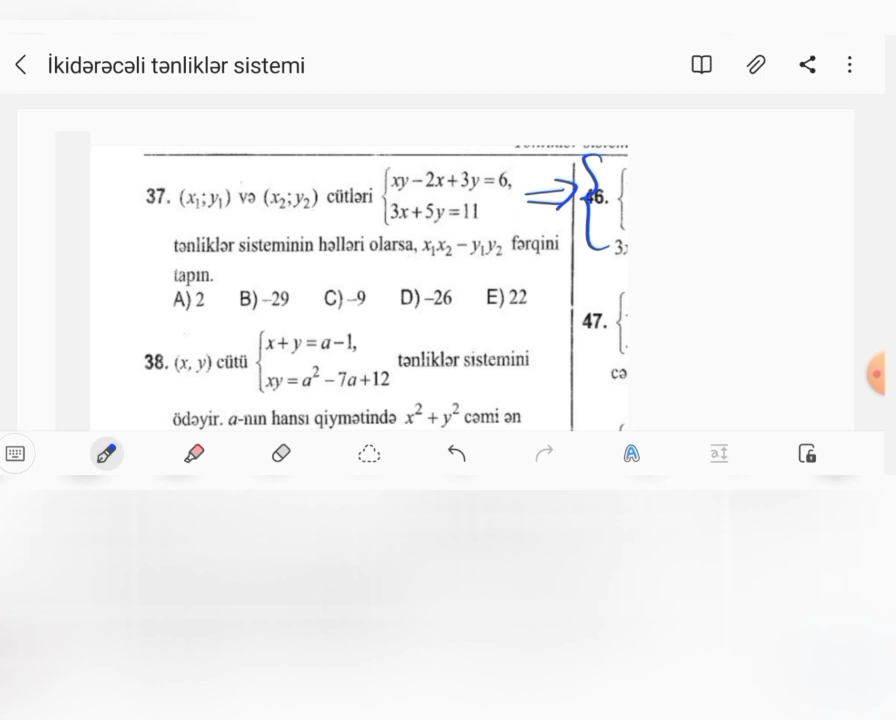 İkidərəcəli tənliklər sistemi
37. (x₁;y₁) və (x₂;y₂) cütləri {xy−2x+3y=6, 3x+5y=11
tənliklər sisteminin həlləri olarsa, x₁x₂−y₁y₂ fərqini
tapın.
A) 2 B) –29 C) –9 D) –26 E) 22
38. (x, y) cütü {x+y=a−1, xy=a²−7a+12 tənliklər sistemini
ödəyir. a-nın hansı qiymətində x²+y² cəmi ən
46.
47.
cə